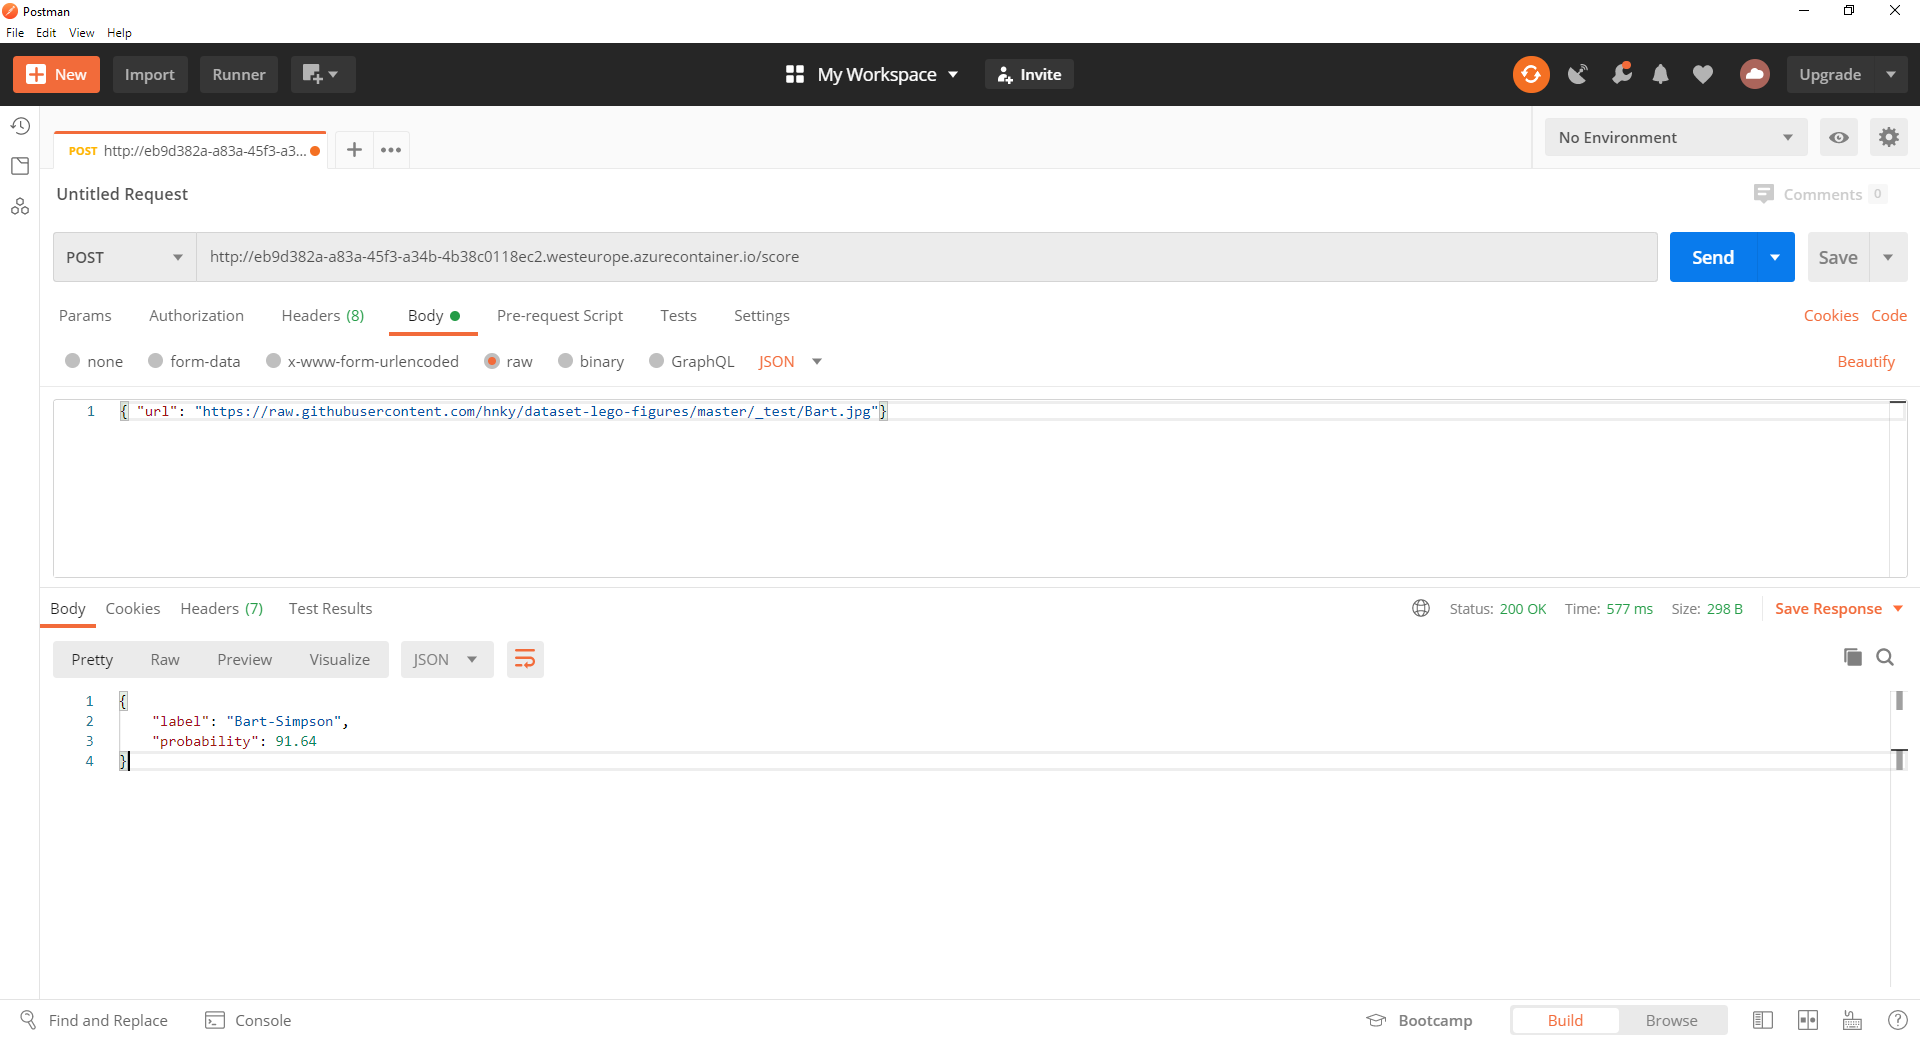 Postman
File Edit View Help
New Import Runner My Workspace Invite Upgrade
POST http://eb9d382a-a83a-45f3-a3... No Environment
Untitled Request Comments 0
POST http://eb9d382a-a83a-45f3-a34b-4b38c0118ec2.westeurope.azurecontainer.io/score Send Save
Params Authorization Headers (8) Body Pre-request Script Tests Settings Cookies Code
none form-data x-www-form-urlencoded raw binary GraphQL JSON Beautify
1 { "url": "https://raw.githubusercontent.com/hnky/dataset-lego-figures/master/_test/Bart.jpg"}
Body Cookies Headers (7) Test Results Status: 200 OK Time: 577 ms Size: 298 B Save Response
Pretty Raw Preview Visualize JSON
1 {
2 "label": "Bart-Simpson",
3 "probability": 91.64
4 }
Find and Replace Console Bootcamp Build Browse